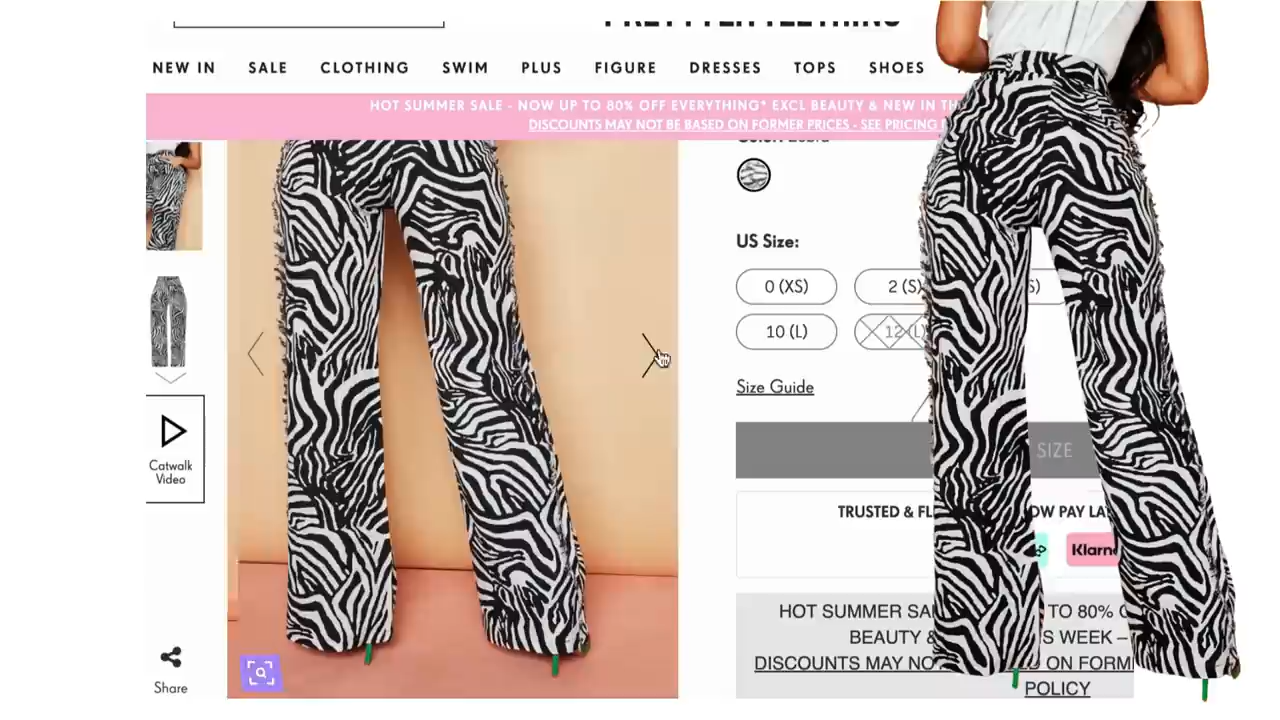 PRETTYLITTLETHING
NEW IN SALE CLOTHING SWIM PLUS FIGURE DRESSES TOPS SHOES
HOT SUMMER SALE - NOW UP TO 80% OFF EVERYTHING* EXCL BEAUTY & NEW IN TH
DISCOUNTS MAY NOT BE BASED ON FORMER PRICES - SEE PRICING
US Size:
0 (XS)
2 (S)
S)
10 (L)
12 (L)
Size Guide
SIZE
Catwalk
Video
TRUSTED & FL OW PAY LA
Klarn
HOT SUMMER SA TO 80%
BEAUTY & S WEEK –
DISCOUNTS MAY NO ON FORM
POLICY
Share